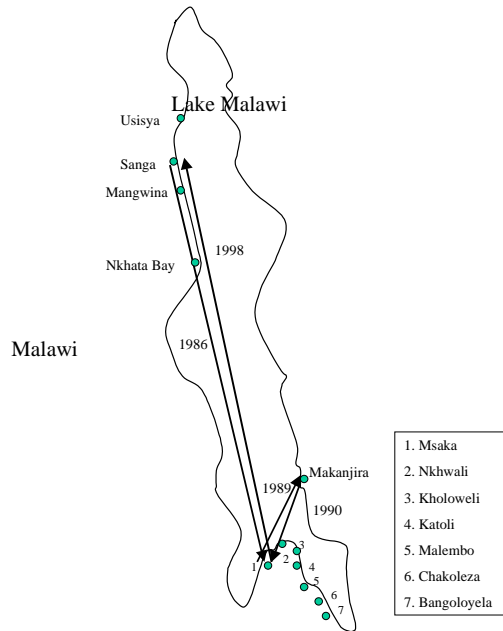 Lake Malawi
Usisya
Sanga
Mangwina
1998
Nkhata Bay
1986
Malawi
Makanjira
1989
1990
1. Msaka
2. Nkhwali
3. Kholoweli
4. Katoli
5. Malembo
6. Chakoleza
7. Bangoloyela
3
1
2
4
5
6
7